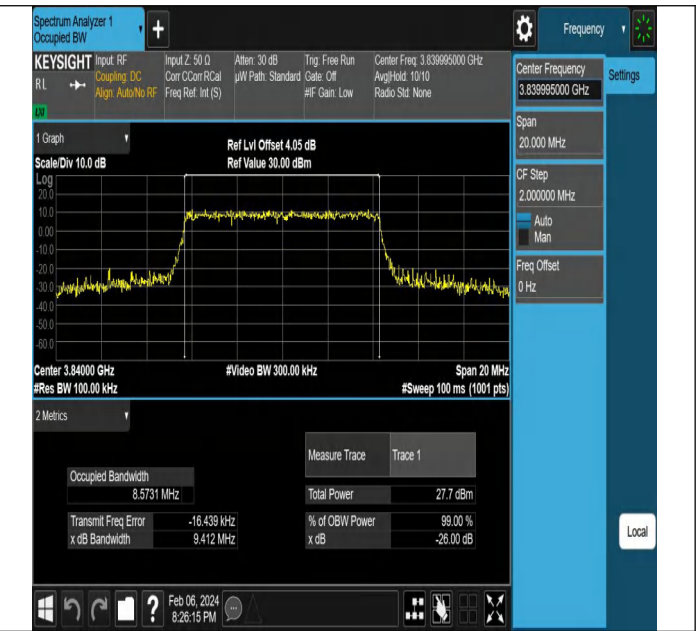 Spectrum Analyzer 1
Occupied BW
+
Frequency
KEYSIGHT
RL
LXI
Input: RF
Coupling: DC
Align: Auto/No RF
Input Z: 50 Ω
Corr CCorr RCal
Freq Ref: Int (S)
Atten: 30 dB
µW Path: Standard
Trig: Free Run
Gate: Off
#IF Gain: Low
Center Freq: 3.839995000 GHz
Avg|Hold: 10/10
Radio Std: None
Center Frequency
3.839995000 GHz
Settings
Span
20.000 MHz
CF Step
2.000000 MHz
Auto
Man
Freq Offset
0 Hz
1 Graph
Scale/Div 10.0 dB
Ref Lvl Offset 4.05 dB
Ref Value 30.00 dBm
Log
20.0
10.0
0.00
-10.0
-20.0
-30.0
-40.0
-50.0
-60.0
Center 3.84000 GHz
#Res BW 100.00 kHz
#Video BW 300.00 kHz
Span 20 MHz
#Sweep 100 ms (1001 pts)
2 Metrics
Measure Trace Trace 1
Occupied Bandwidth
8.5731 MHz
Total Power 27.7 dBm
Transmit Freq Error -16.439 kHz
% of OBW Power 99.00 %
x dB Bandwidth 9.412 MHz
x dB -26.00 dB
Local
?
Feb 06, 2024
8:26:15 PM